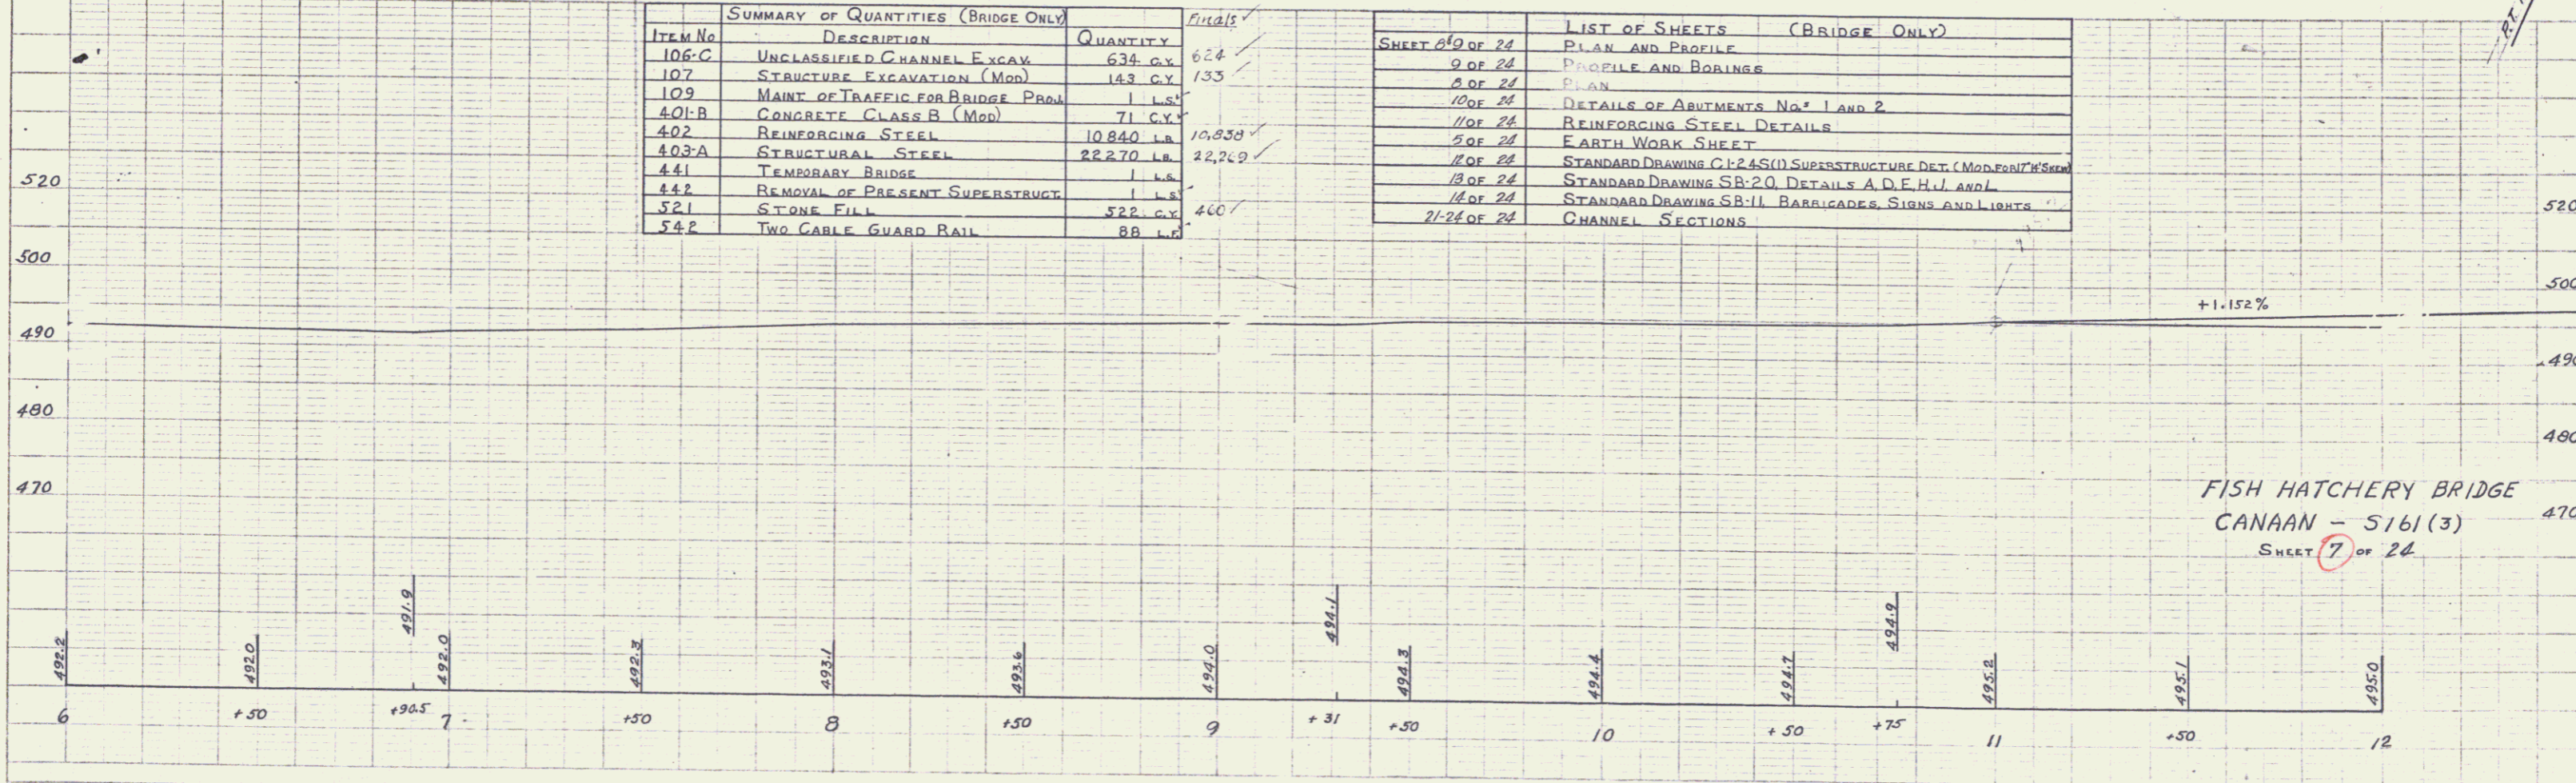 SUMMARY OF QUANTITIES (BRIDGE ONLY) Finals ✓
ITEM NO DESCRIPTION QUANTITY
106-C UNCLASSIFIED CHANNEL EXCAV. 634 C.Y. 624 ✓
107 STRUCTURE EXCAVATION (MOD) 143 C.Y. 133 ✓
109 MAINT. OF TRAFFIC FOR BRIDGE PROJ. 1 L.S. ✓
401-B CONCRETE CLASS B (MOD) 71 C.Y. ✓
402 REINFORCING STEEL 10840 LB. 10,838 ✓
403-A STRUCTURAL STEEL 22270 LB. 22,269 ✓
441 TEMPORARY BRIDGE 1 L.S.
442 REMOVAL OF PRESENT SUPERSTRUCT. 1 L.S. ✓
521 STONE FILL 522 C.Y. 460 ✓
542 TWO CABLE GUARD RAIL 88 L.F. ✓
LIST OF SHEETS (BRIDGE ONLY)
SHEET 8&9 OF 24 PLAN AND PROFILE
9 OF 24 PROFILE AND BORINGS
8 OF 24 PLAN
10 OF 24 DETAILS OF ABUTMENTS NO.S 1 AND 2
11 OF 24 REINFORCING STEEL DETAILS
5 OF 24 EARTH WORK SHEET
12 OF 24 STANDARD DRAWING C1-24S(1) SUPERSTRUCTURE DET. (MOD. FOR 17° 14' SKEW)
13 OF 24 STANDARD DRAWING SB-20, DETAILS A, D, E, H, J, AND L
14 OF 24 STANDARD DRAWING SB-11, BARRICADES, SIGNS AND LIGHTS
21-24 OF 24 CHANNEL SECTIONS
P.T.
520 520
500 500
+1.152%
490 490
480 480
470 470
FISH HATCHERY BRIDGE
CANAAN - S161(3)
SHEET 7 OF 24
492.2 492.0 491.9 492.0 492.3 493.1 493.6 494.0 494.1 494.3 494.4 494.7 494.9 495.2 495.1 495.0
6 +50 +90.5 7 +50 8 +50 9 +31 +50 10 +50 +75 11 +50 12